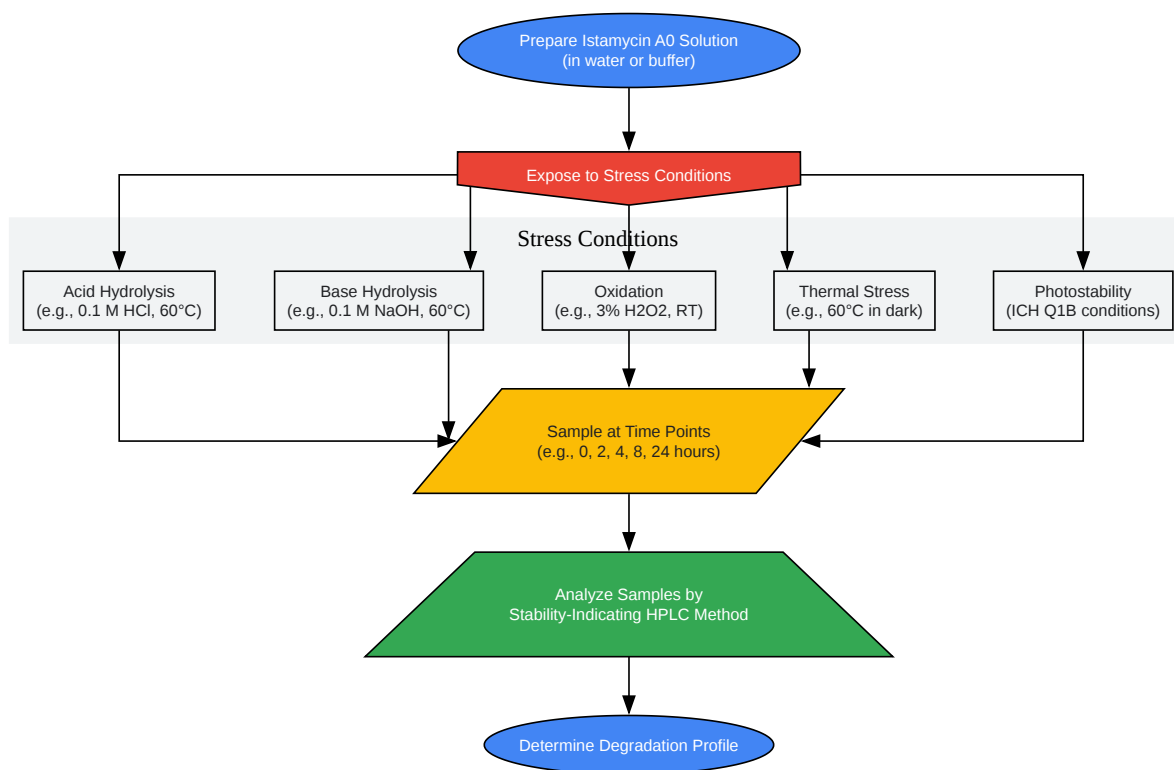 Prepare Istamycin A0 Solution
(in water or buffer)
Expose to Stress Conditions
Stress Conditions
Acid Hydrolysis
(e.g., 0.1 M HCl, 60°C)
Base Hydrolysis
(e.g., 0.1 M NaOH, 60°C)
Oxidation
(e.g., 3% H2O2, RT)
Thermal Stress
(e.g., 60°C in dark)
Photostability
(ICH Q1B conditions)
Sample at Time Points
(e.g., 0, 2, 4, 8, 24 hours)
Analyze Samples by
Stability-Indicating HPLC Method
Determine Degradation Profile